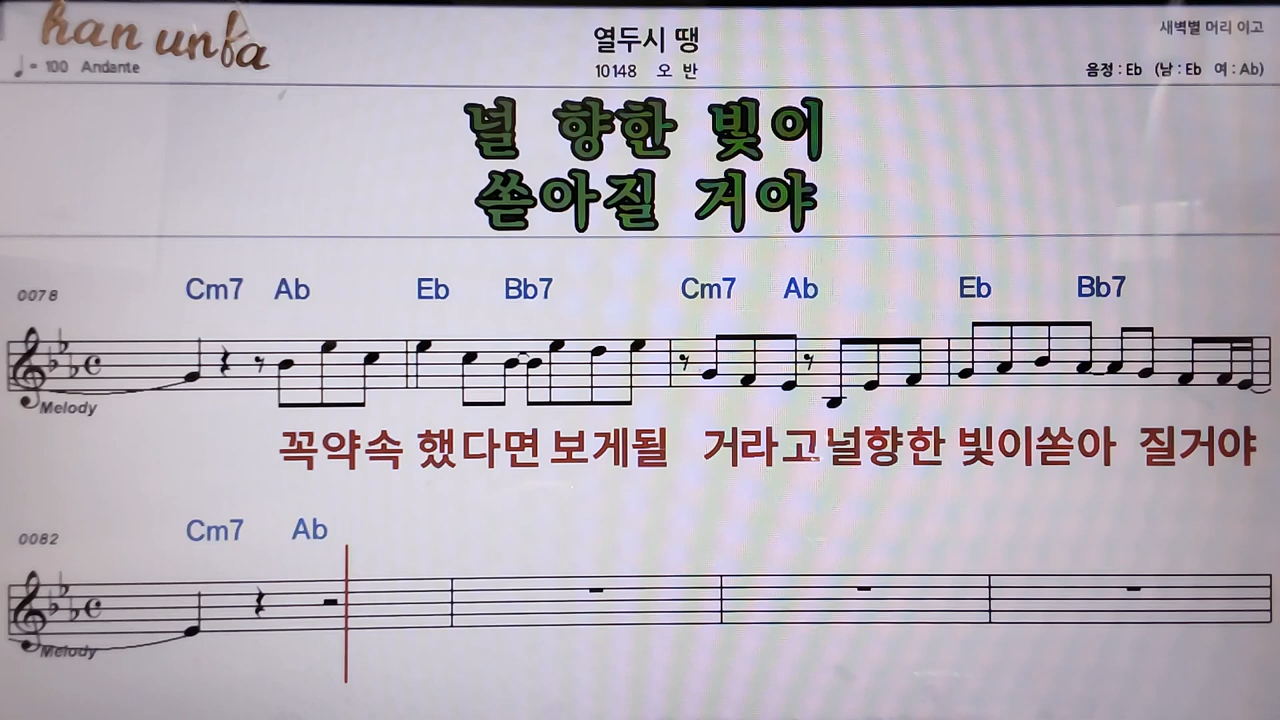 han unfa
열두시 땡
새벽별 머리 이고
♩= 100 Andante
10148 오 반
음정 : Eb (남 : Eb 여 : Ab)
널 향한 빛이
쏟아질 거야
0078 Cm7 Ab Eb Bb7 Cm7 Ab Eb Bb7
Melody
꼭약속 했다면 보게될 거라고 널향한 빛이쏟아 질거야
0082 Cm7 Ab
Melody